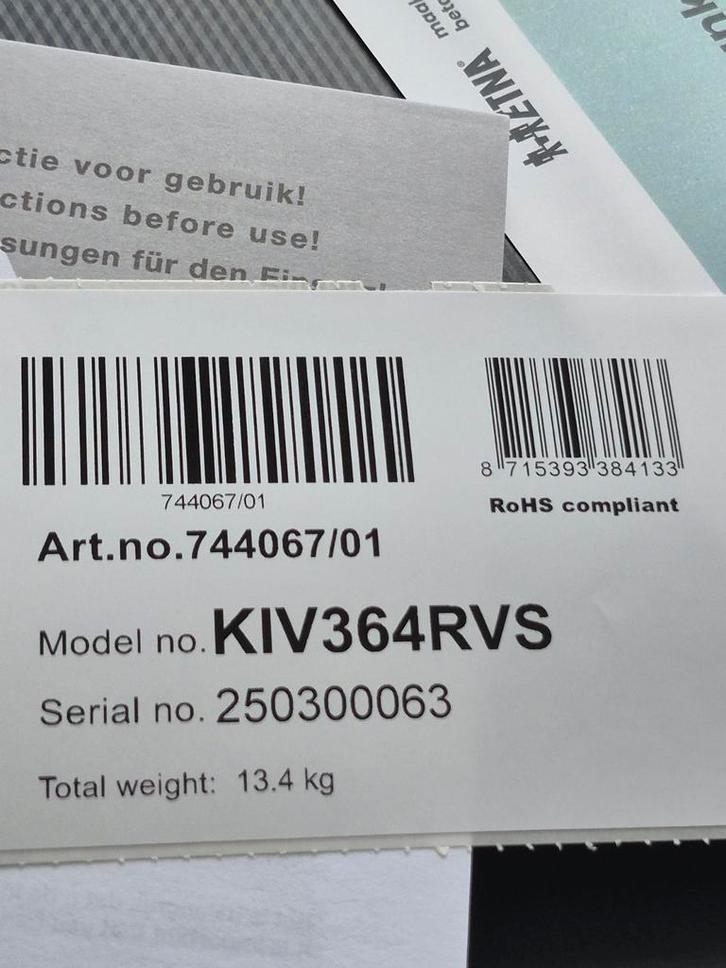 K-RETNA®
ctie voor gebruik!
ctions before use!
sungen für den
8 715393 384133
744067/01
RoHS compliant
Art.no.744067/01
Model no.KIV364RVS
Serial no. 250300063
Total weight: 13.4 kg